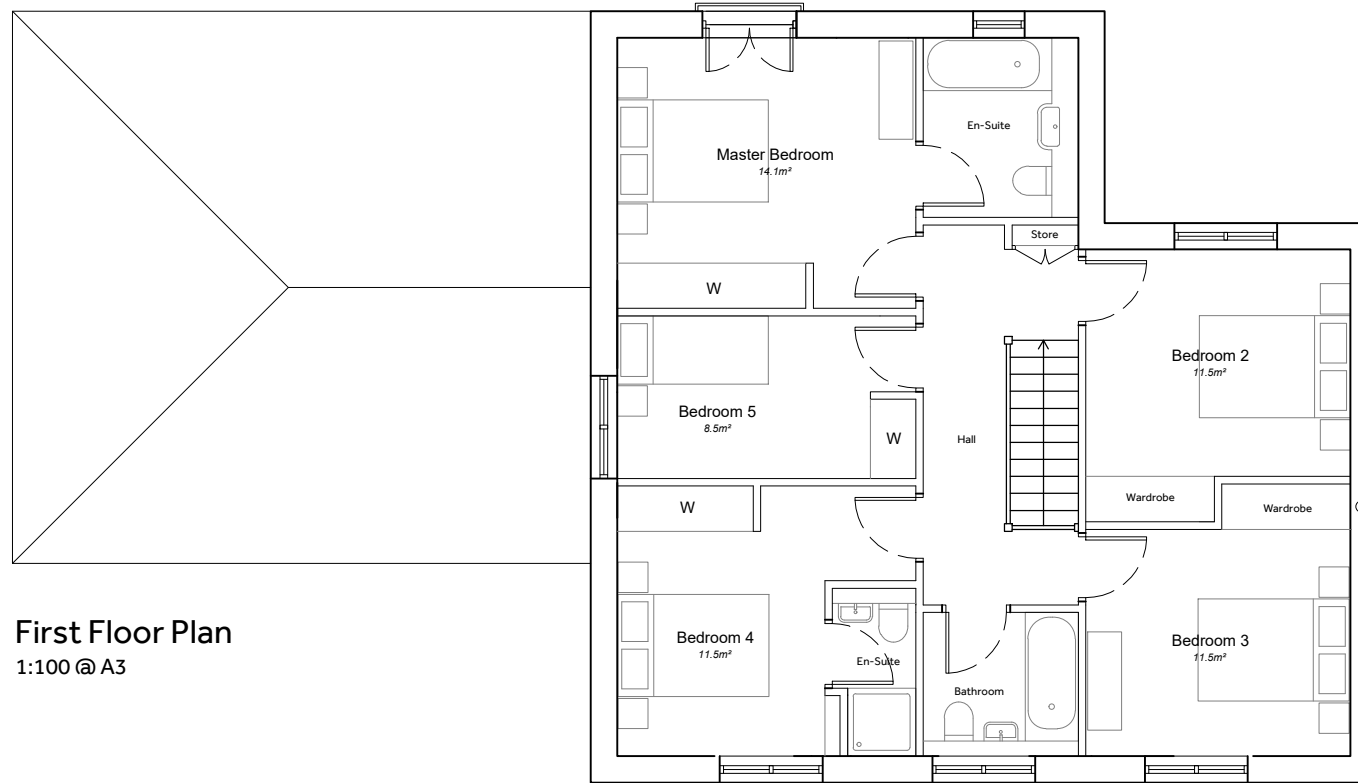 En-Suite
Master Bedroom
14.1m²
Store
W
Bedroom 2
11.5m²
Bedroom 5
8.5m²
W
Hall
W
Wardrobe
Wardrobe
First Floor Plan
1:100 @ A3
Bedroom 4
11.5m²
En-Suite
Bathroom
Bedroom 3
11.5m²